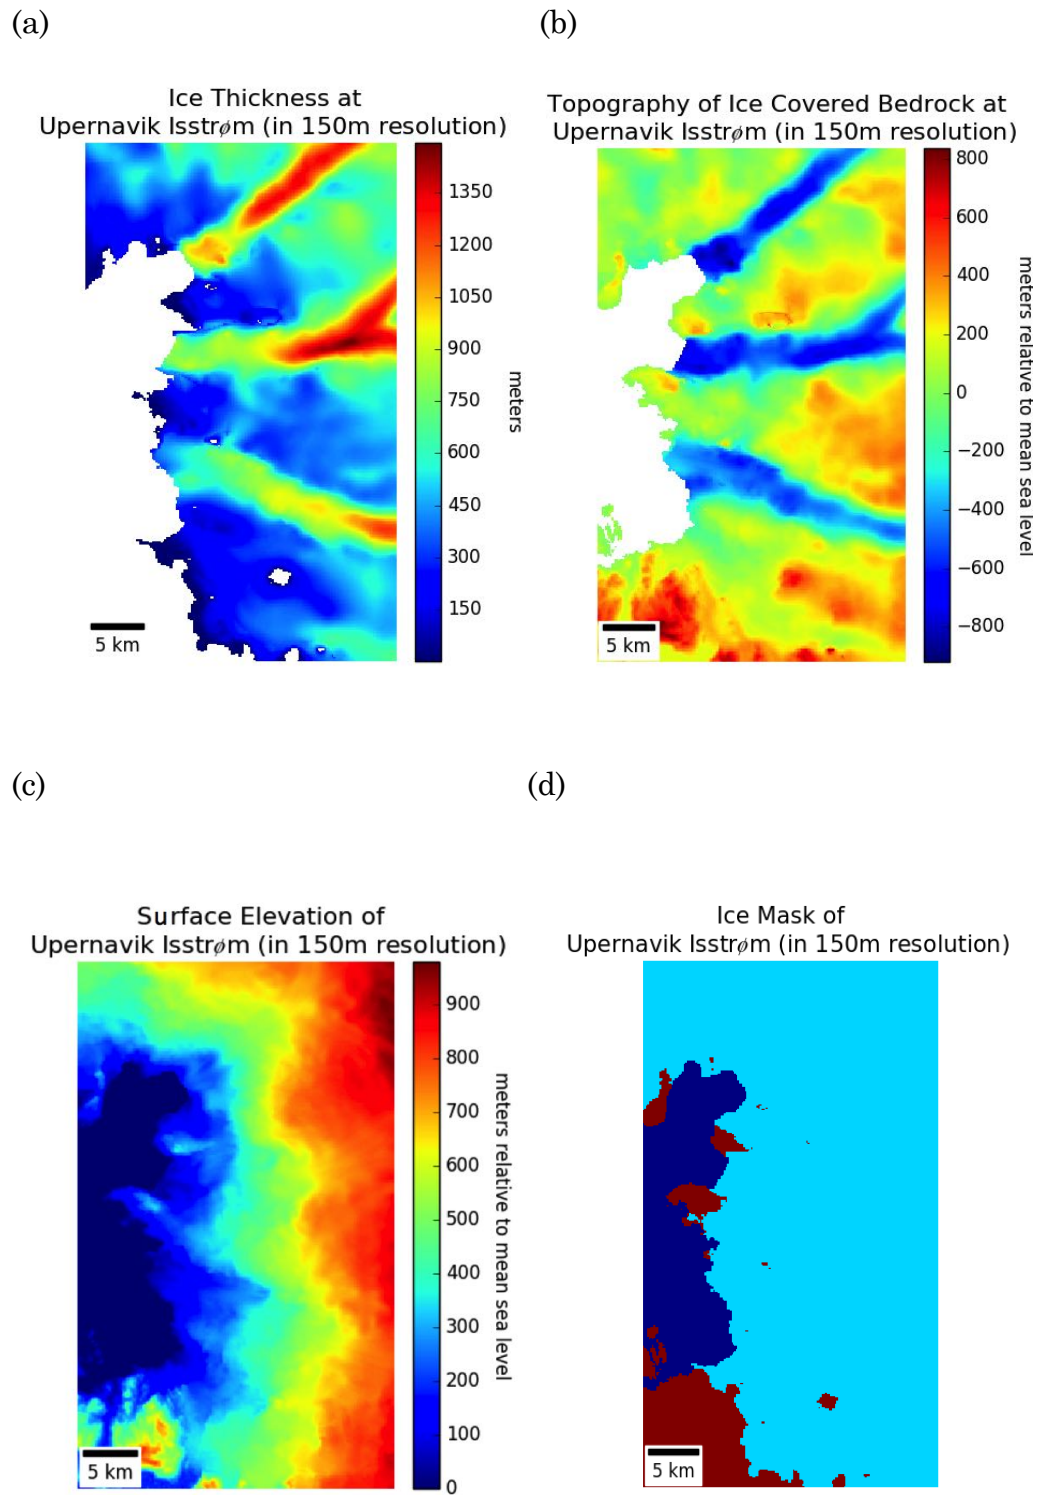 (a)
(b)
Ice Thickness at
Upernavik Isstrøm (in 150m resolution)
1350
1200
1050
900
750
600
450
300
150
meters
5 km
Topography of Ice Covered Bedrock at
Upernavik Isstrøm (in 150m resolution)
800
600
400
200
0
−200
−400
−600
−800
meters relative to mean sea level
5 km
(c)
(d)
Surface Elevation of
Upernavik Isstrøm (in 150m resolution)
900
800
700
600
500
400
300
200
100
0
meters relative to mean sea level
5 km
Ice Mask of
Upernavik Isstrøm (in 150m resolution)
5 km